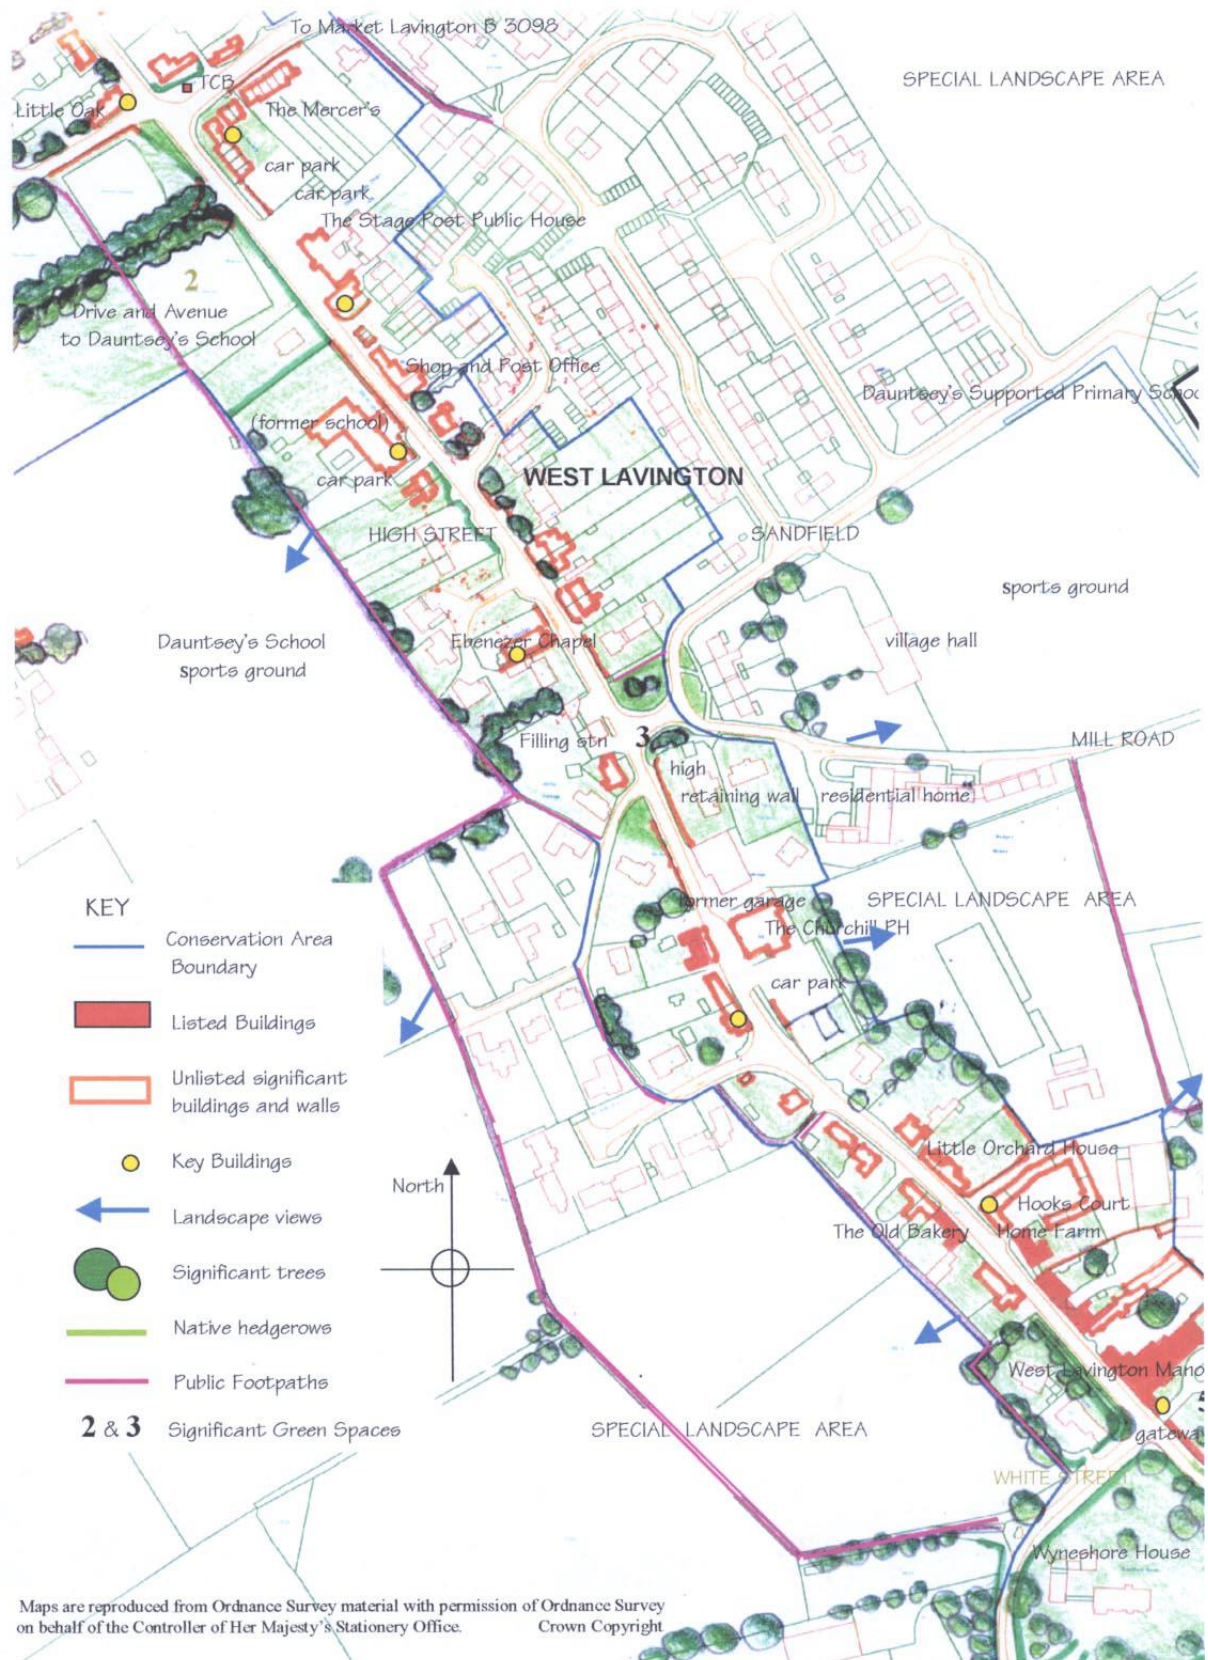 To Market Lavington B 3098
SPECIAL LANDSCAPE AREA
TCB
Little Oak
The Mercer's
car park
car park
The Stage Post Public House
2
Drive and Avenue
to Dauntsey's School
Shop and Post Office
Dauntsey's Supported Primary Schoo
(former school)
car park
WEST LAVINGTON
HIGH STREET
SANDFIELD
sports ground
Dauntsey's School
sports ground
Ebenezer Chapel
village hall
Filling stn
3
MILL ROAD
high
retaining wall
residential home
SPECIAL LANDSCAPE AREA
former garage
The Churchill PH
car park
KEY
Conservation Area
Boundary
Listed Buildings
Unlisted significant
buildings and walls
Key Buildings
Landscape views
Significant trees
Native hedgerows
Public Footpaths
2 & 3 Significant Green Spaces
North
Little Orchard House
Hooks Court
The Old Bakery
Home Farm
West Lavington Mano
5
gatewa
SPECIAL LANDSCAPE AREA
WHITE STREET
Wyneshore House
Maps are reproduced from Ordnance Survey material with permission of Ordnance Survey
on behalf of the Controller of Her Majesty's Stationery Office. Crown Copyright